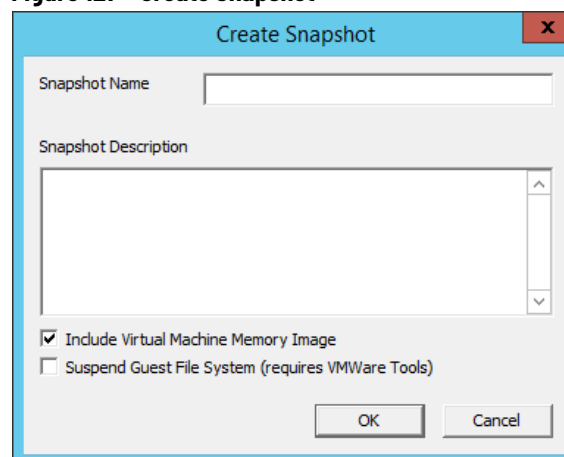 Create Snapshot
Snapshot Name
Snapshot Description
Include Virtual Machine Memory Image
Suspend Guest File System (requires VMWare Tools)
OK Cancel